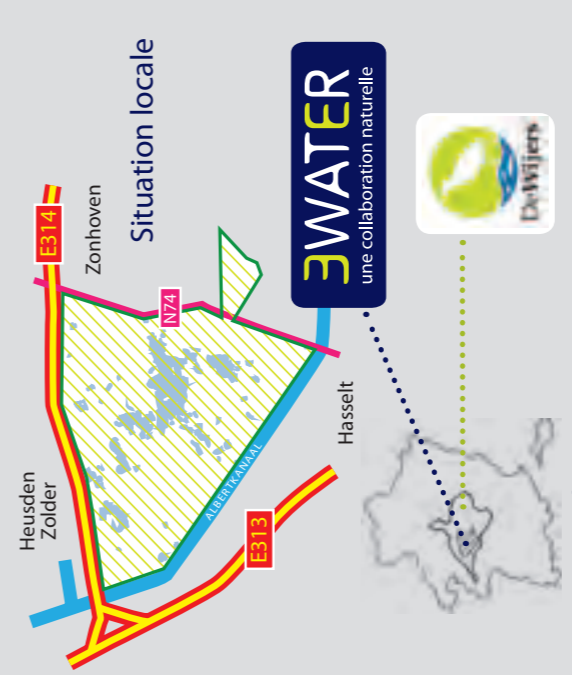 Situation locale
E314
Zonhoven
N74
Heusden
Zolder
ALBERTKANAAL
Hasselt
E313
3WATER
une collaboration naturelle
DeWijers